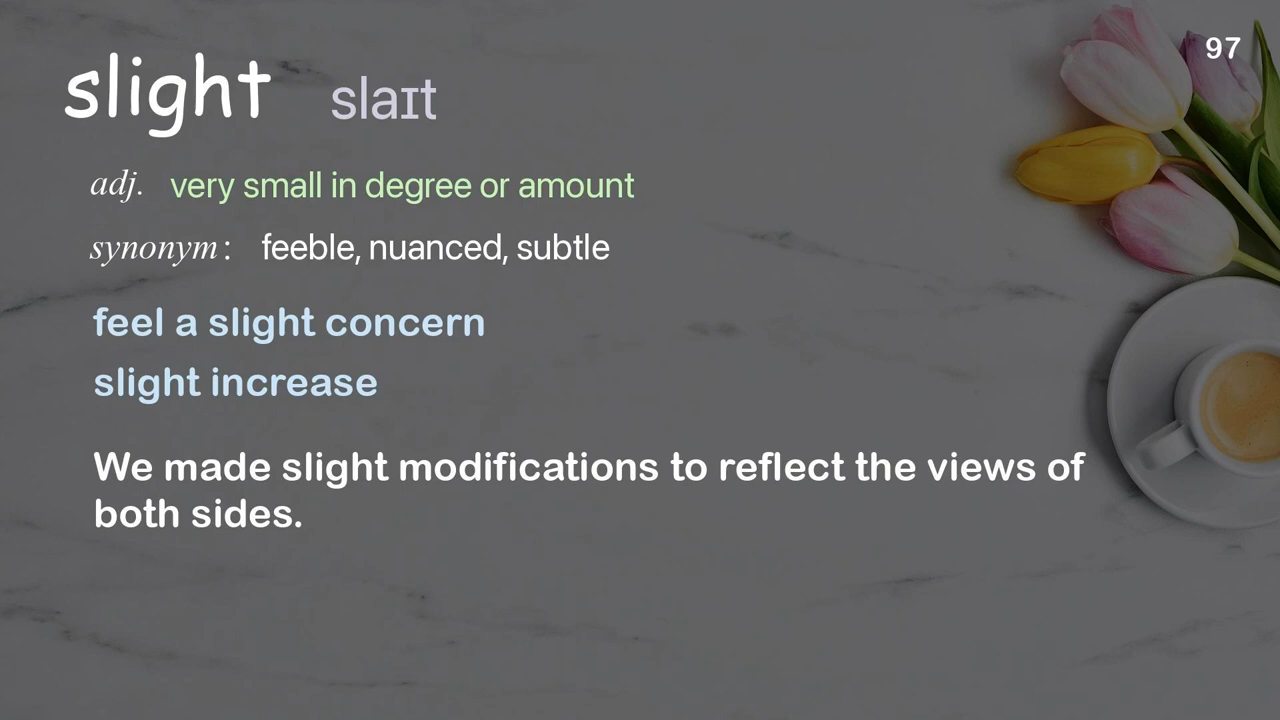 97
slight slaɪt
adj. very small in degree or amount
synonym: feeble, nuanced, subtle
feel a slight concern
slight increase
We made slight modifications to reflect the views of
both sides.